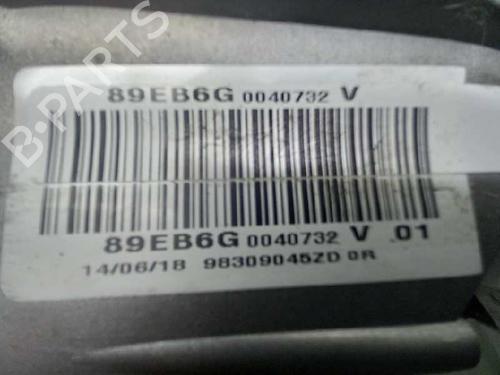 B-PARTS
89EB6G 0040732 V
89EB6G 0040732 V 01
14/06/18 98309045ZD 0R